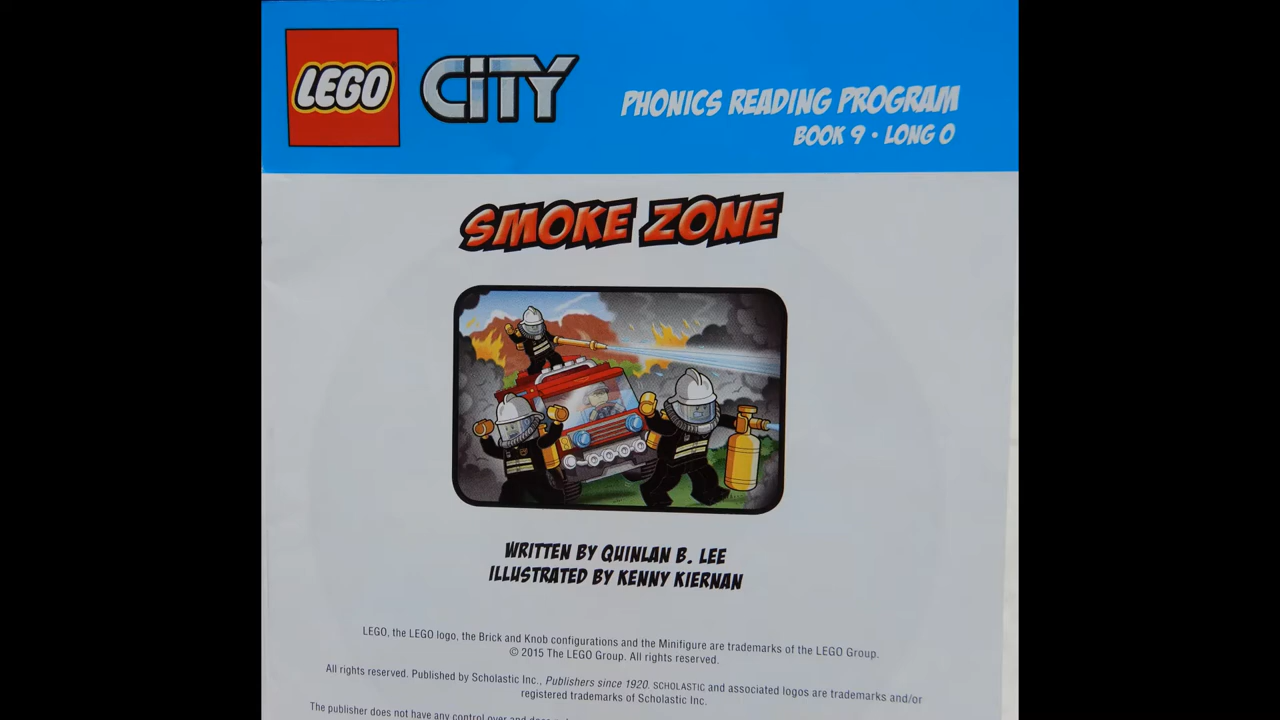 LEGO
CITY
PHONICS READING PROGRAM
BOOK 9 · LONG O
SMOKE ZONE
WRITTEN BY QUINLAN B. LEE
ILLUSTRATED BY KENNY KIERNAN
LEGO, the LEGO logo, the Brick and Knob configurations and the Minifigure are trademarks of the LEGO Group.
© 2015 The LEGO Group. All rights reserved.
All rights reserved. Published by Scholastic Inc., Publishers since 1920. SCHOLASTIC and associated logos are trademarks and/or
registered trademarks of Scholastic Inc.
The publisher does not have any control over and